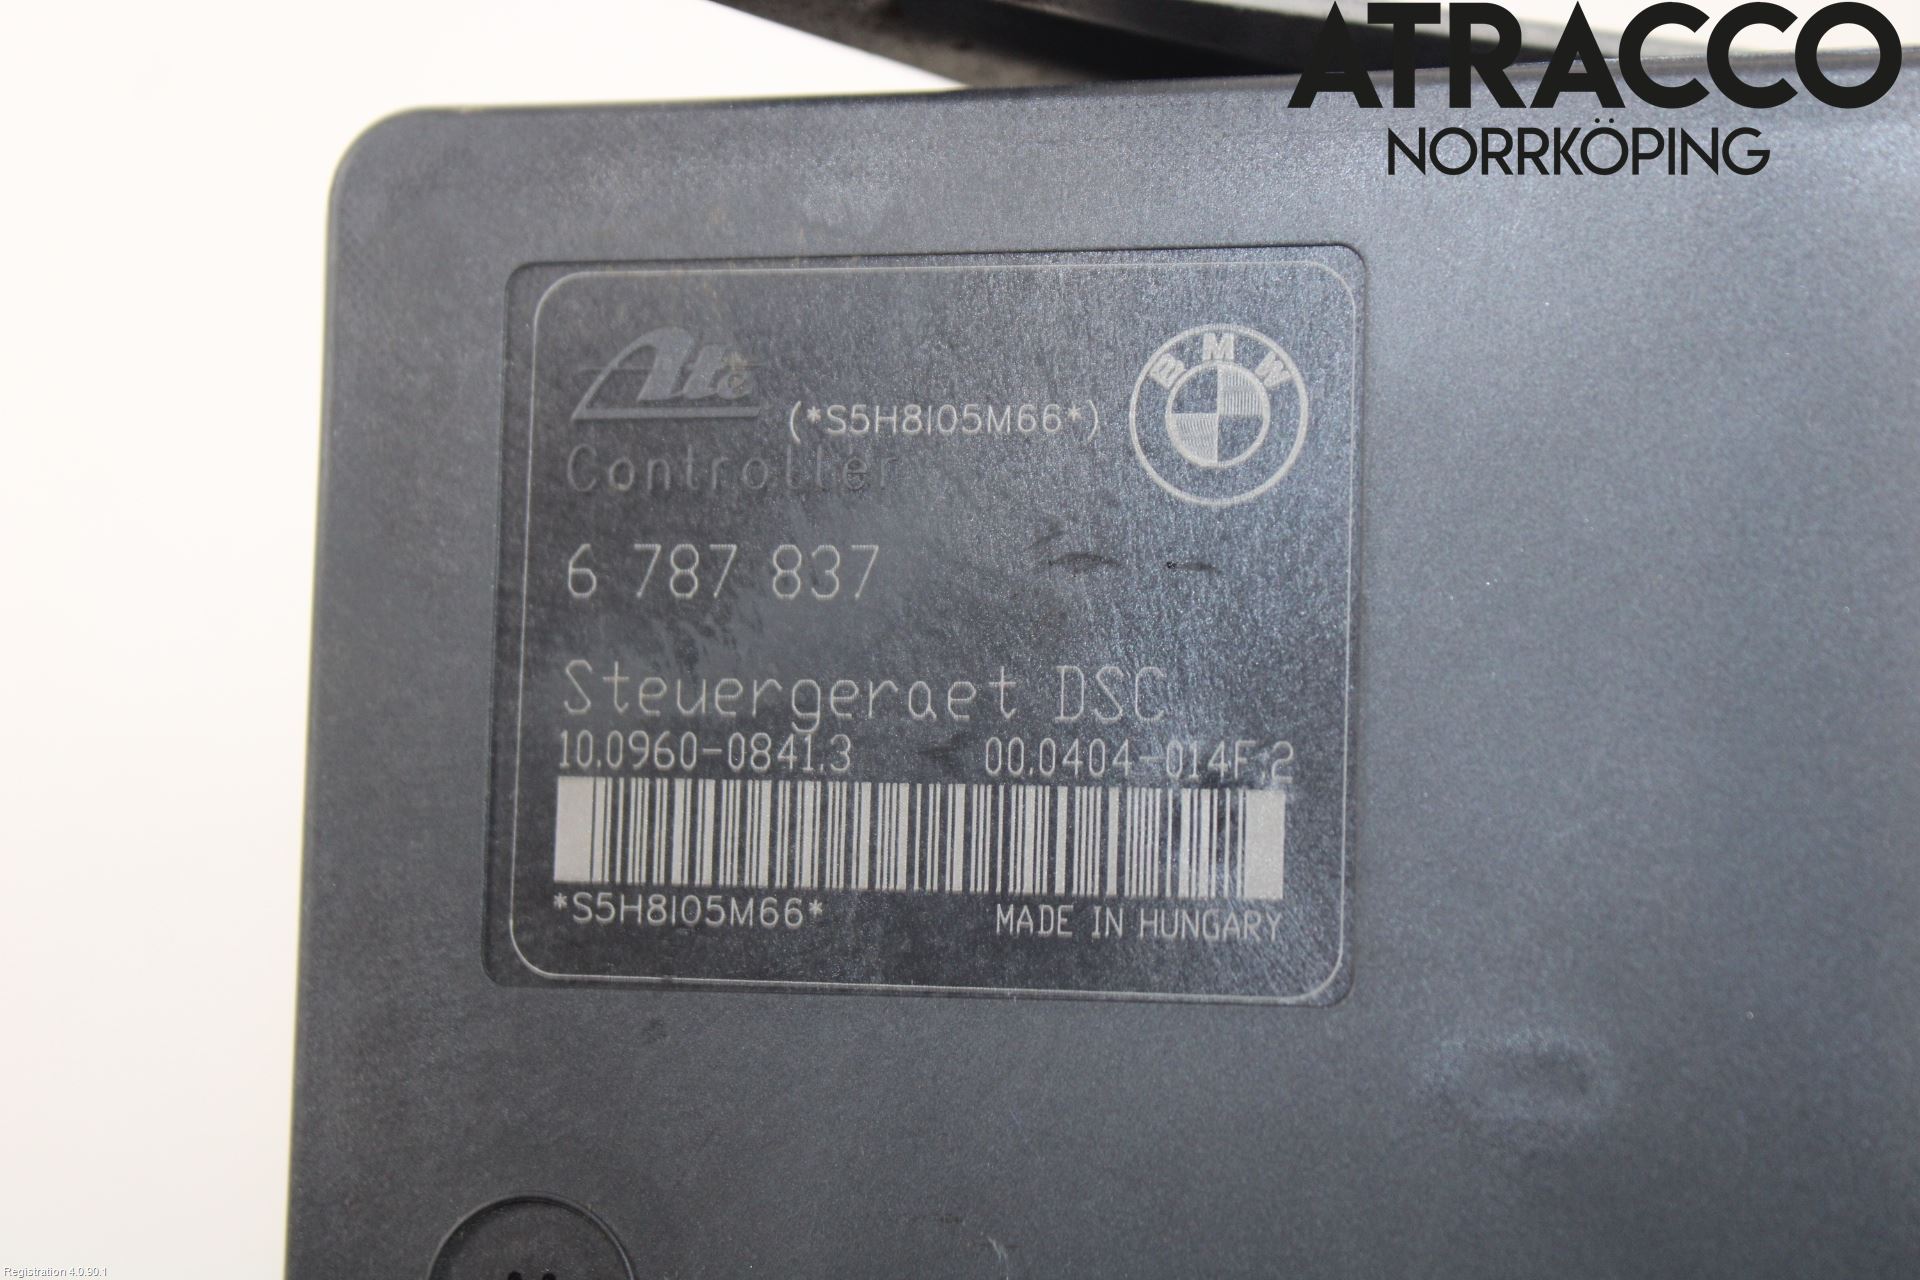 ATRACCO
NORRKÖPING
Ate
(*S5H8I05M66*)
BMW
Controller
6 787 837
Steuergeraet DSC
10.0960-0841.3 00.0404-014F.2
*S5H8I05M66* MADE IN HUNGARY
Registration 4.0.90.1